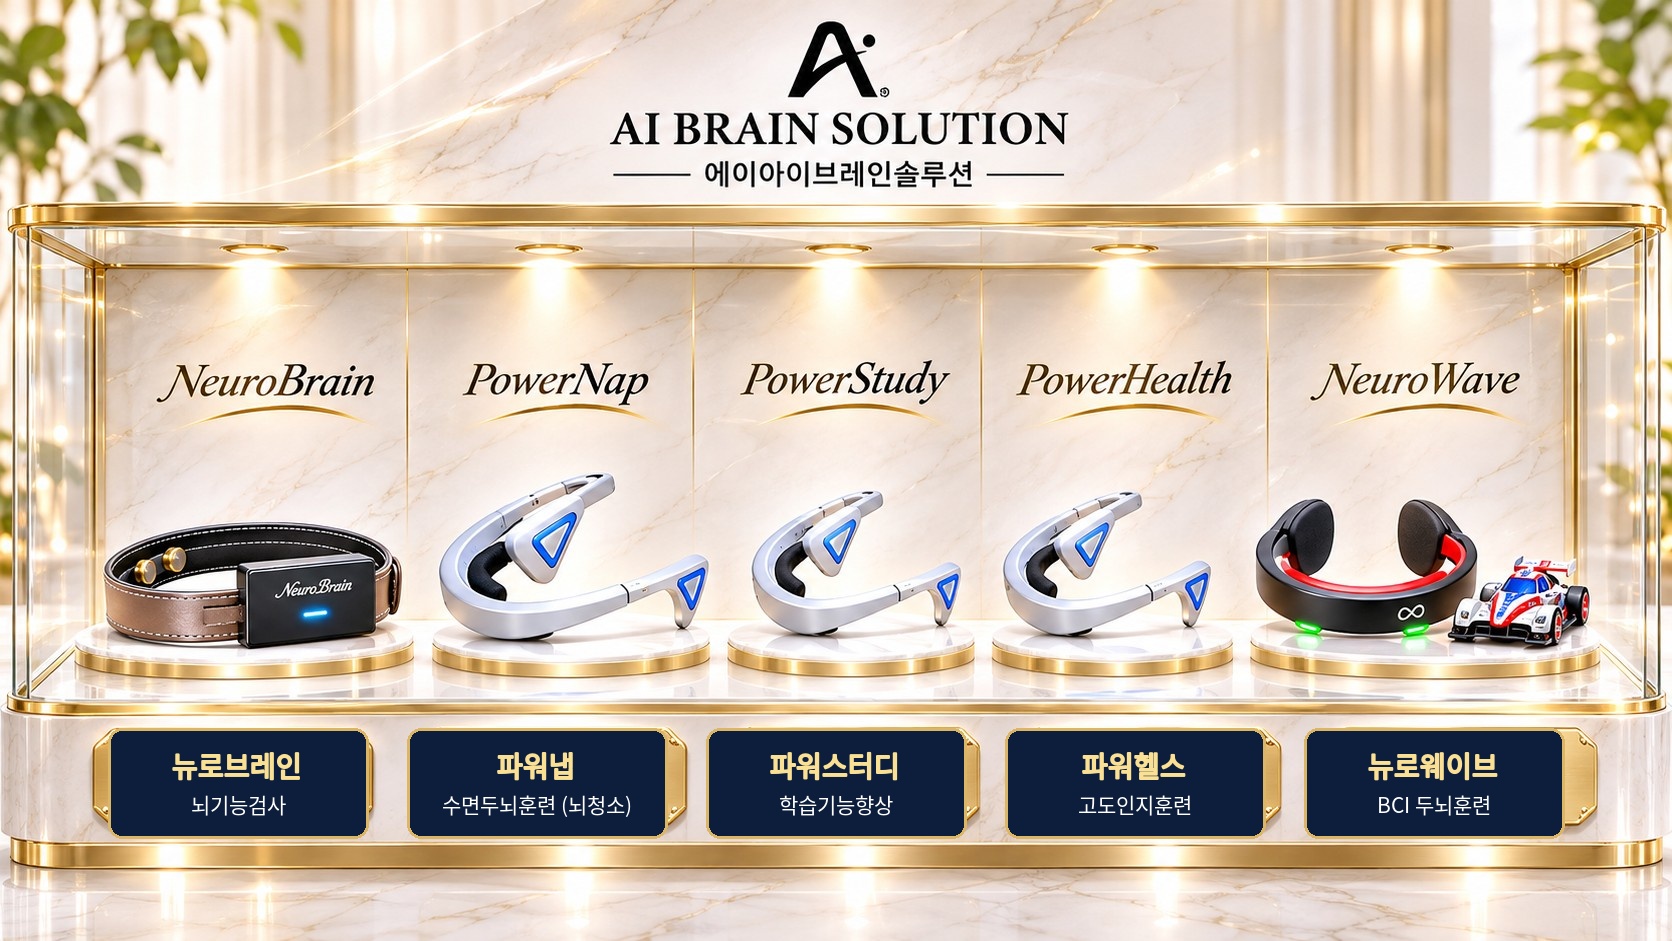 AI BRAIN SOLUTION
에이아이브레인솔루션
NeuroBrain
PowerNap
PowerStudy
PowerHealth
NeuroWave
NeuroBrain
뉴로브레인
뇌기능검사
파워냅
수면두뇌훈련 (뇌청소)
파워스터디
학습기능향상
파워헬스
고도인지훈련
뉴로웨이브
BCI 두뇌훈련